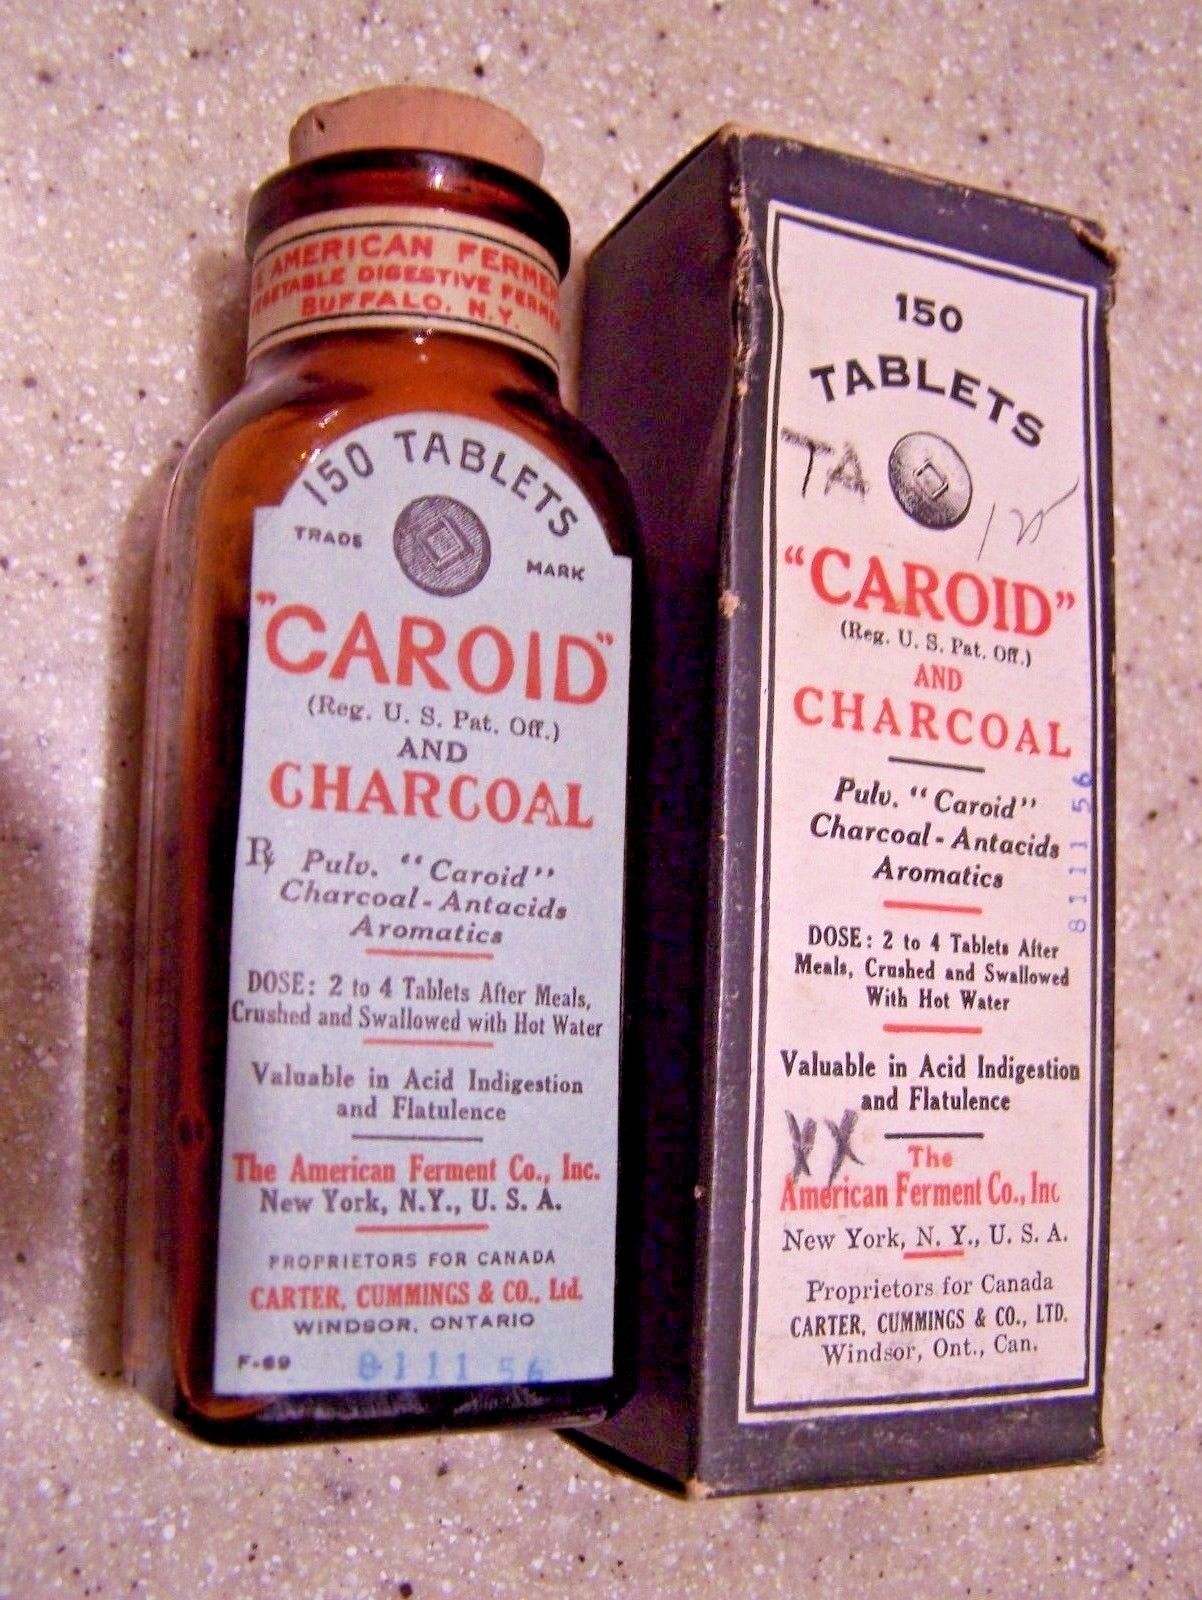 AMERICAN FERMEN
VEGETABLE DIGESTIVE FERMEN
BUFFALO, N.Y.
150 TABLETS
TRADE MARK
"CAROID"
(Reg. U. S. Pat. Off.)
AND
CHARCOAL
Rx Pulv. "Caroid"
Charcoal - Antacids
Aromatics
DOSE: 2 to 4 Tablets After Meals,
Crushed and Swallowed with Hot Water
Valuable in Acid Indigestion
and Flatulence
The American Ferment Co., Inc.
New York, N.Y., U. S. A.
PROPRIETORS FOR CANADA
CARTER, CUMMINGS & CO., Ltd.
WINDSOR, ONTARIO
F-69 8111 56
150
TABLETS
TA
125
"CAROID"
(Reg. U. S. Pat. Off.)
AND
CHARCOAL
Pulv. "Caroid"
Charcoal - Antacids
Aromatics
8111 56
DOSE: 2 to 4 Tablets After
Meals, Crushed and Swallowed
With Hot Water
Valuable in Acid Indigestion
and Flatulence
XX
The
American Ferment Co., Inc
New York, N. Y., U. S. A.
Proprietors for Canada
CARTER, CUMMINGS & CO., LTD.
Windsor, Ont., Can.